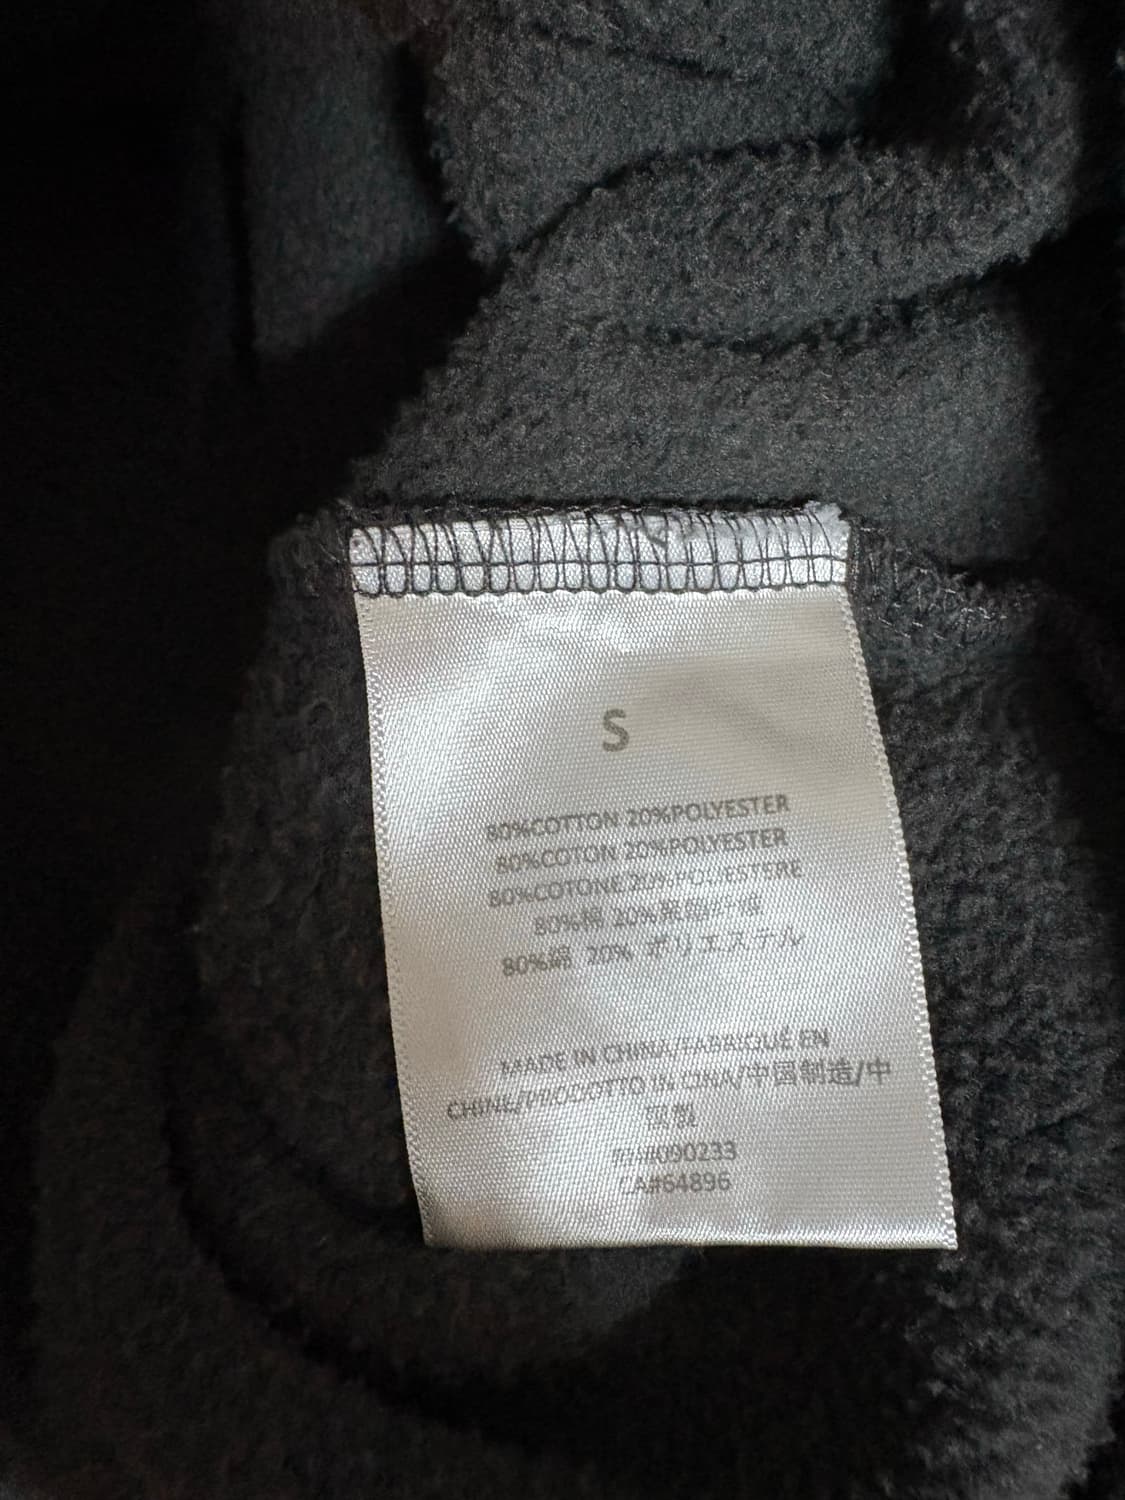 S
80%COTTON 20%POLYESTER
80%COTON 20%POLYESTER
80%COTONE 20%POLIESTERE
80%棉 20%聚酯纤维
80%綿 20% ポリエステル
MADE IN CHINA/FABRIQUÉ EN
CHINE/PRODOTTO IN CINA/中国制造/中
国製
#090233
CA#64896